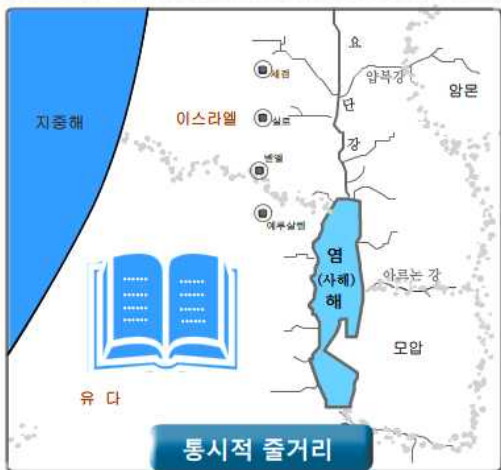 요
세겜
얍복강
암몬
지중해
이스라엘
실로
단
강
벧엘
예루살렘
염
(사해)
해
아르논 강
모압
유 다
통시적 줄거리